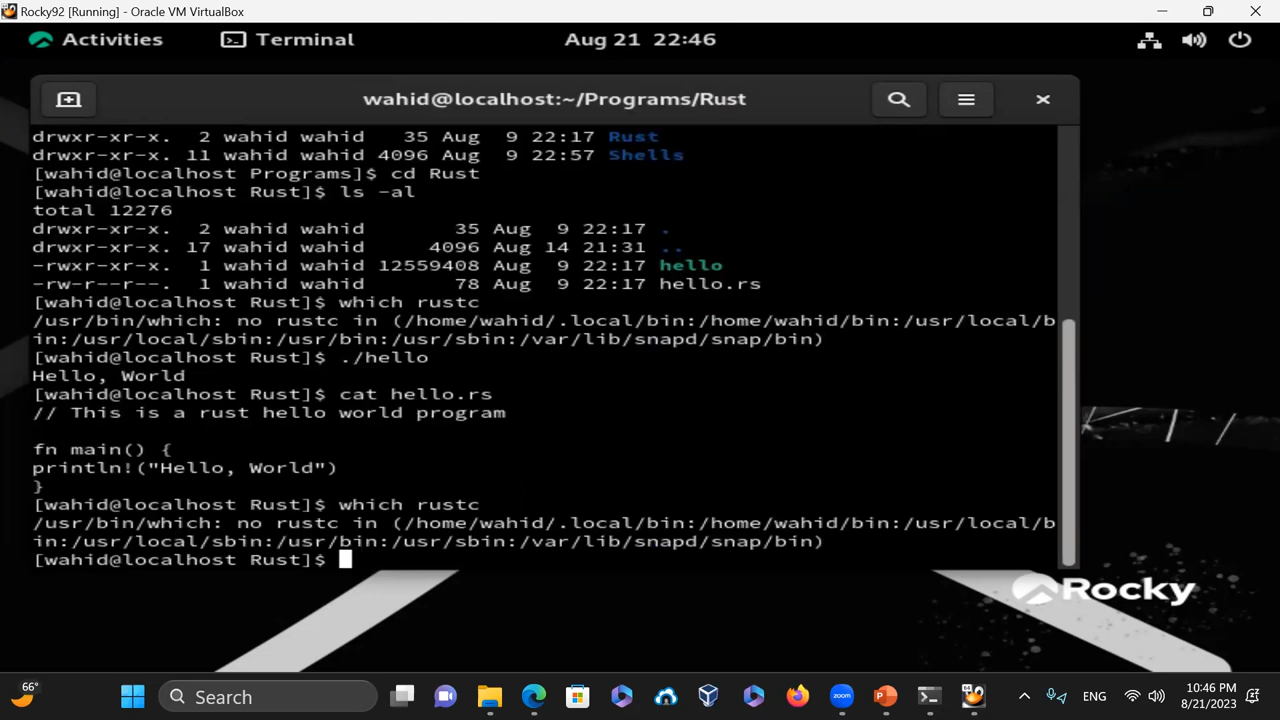 Rocky92 [Running] - Oracle VM VirtualBox
Activities Terminal Aug 21 22:46
wahid@localhost:~/Programs/Rust
drwxr-xr-x. 2 wahid wahid 35 Aug 9 22:17 Rust
drwxr-xr-x. 11 wahid wahid 4096 Aug 9 22:57 Shells
[wahid@localhost Programs]$ cd Rust
[wahid@localhost Rust]$ ls -al
total 12276
drwxr-xr-x. 2 wahid wahid 35 Aug 9 22:17 .
drwxr-xr-x. 17 wahid wahid 4096 Aug 14 21:31 ..
-rwxr-xr-x. 1 wahid wahid 12559408 Aug 9 22:17 hello
-rw-r--r--. 1 wahid wahid 78 Aug 9 22:17 hello.rs
[wahid@localhost Rust]$ which rustc
/usr/bin/which: no rustc in (/home/wahid/.local/bin:/home/wahid/bin:/usr/local/b
in:/usr/local/sbin:/usr/bin:/usr/sbin:/var/lib/snapd/snap/bin)
[wahid@localhost Rust]$ ./hello
Hello, World
[wahid@localhost Rust]$ cat hello.rs
// This is a rust hello world program
fn main() {
println!("Hello, World")
}
[wahid@localhost Rust]$ which rustc
/usr/bin/which: no rustc in (/home/wahid/.local/bin:/home/wahid/bin:/usr/local/b
in:/usr/local/sbin:/usr/bin:/usr/sbin:/var/lib/snapd/snap/bin)
[wahid@localhost Rust]$
Rocky
66° Search zoom ENG 10:46 PM
8/21/2023